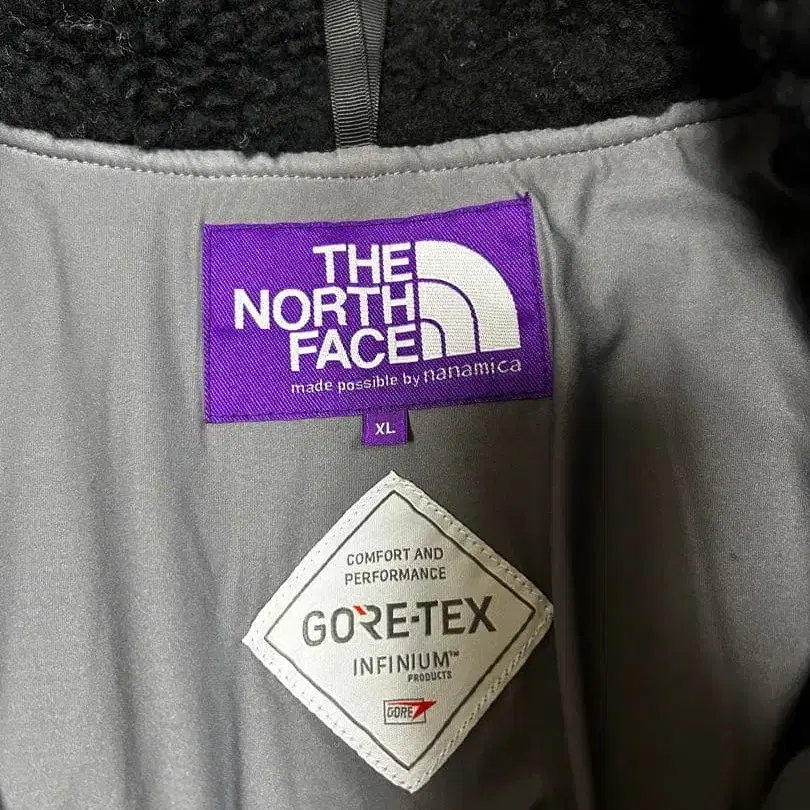 THE
NORTH
FACE
made possible by nanamica
XL
COMFORT AND
PERFORMANCE
GORE-TEX
INFINIUM™
PRODUCTS
GORE